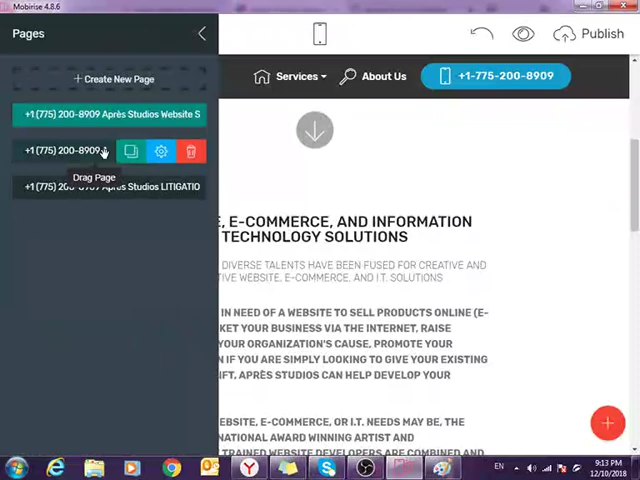 Mobirise 4.8.6
Pages
Publish
Create New Page
Services
About Us
+1-775-200-8909
+1 (775) 200-8909 Après Studios Website S
+1 (775) 200-8909
Drag Page
Après Studios LITIGATIO
E, E-COMMERCE, AND INFORMATION
TECHNOLOGY SOLUTIONS
DIVERSE TALENTS HAVE BEEN FUSED FOR CREATIVE AND
TIVE WEBSITE, E-COMMERCE, AND I.T. SOLUTIONS
IN NEED OF A WEBSITE TO SELL PRODUCTS ONLINE (E-
KET YOUR BUSINESS VIA THE INTERNET, RAISE
YOUR ORGANIZATION'S CAUSE, PROMOTE YOUR
N IF YOU ARE SIMPLY LOOKING TO GIVE YOUR EXISTING
IFT, APRÈS STUDIOS CAN HELP DEVELOP YOUR
EBSITE, E-COMMERCE, OR I.T. NEEDS MAY BE, THE
NATIONAL AWARD WINNING ARTIST AND
TRAINED WEBSITE DEVELOPERS ARE COMBINED AND
EN
9:13 PM
12/10/2018